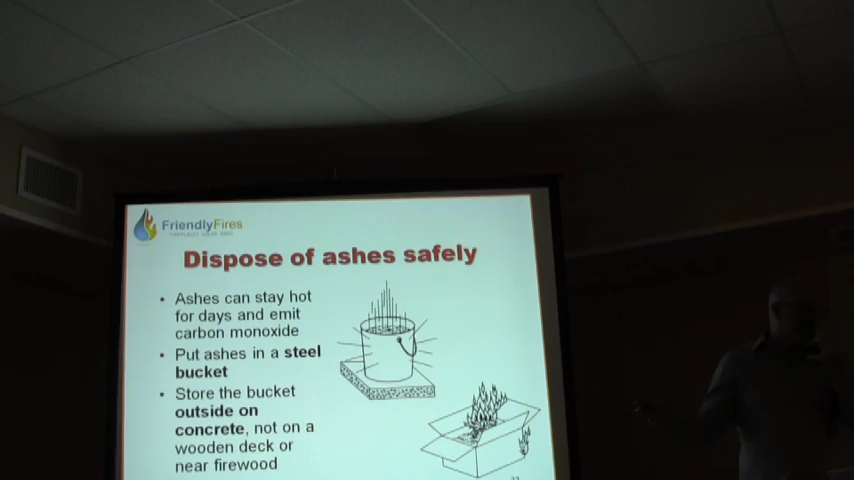 FriendlyFires
Dispose of ashes safely
• Ashes can stay hot
for days and emit
carbon monoxide
• Put ashes in a steel
bucket
• Store the bucket
outside on
concrete, not on a
wooden deck or
near firewood